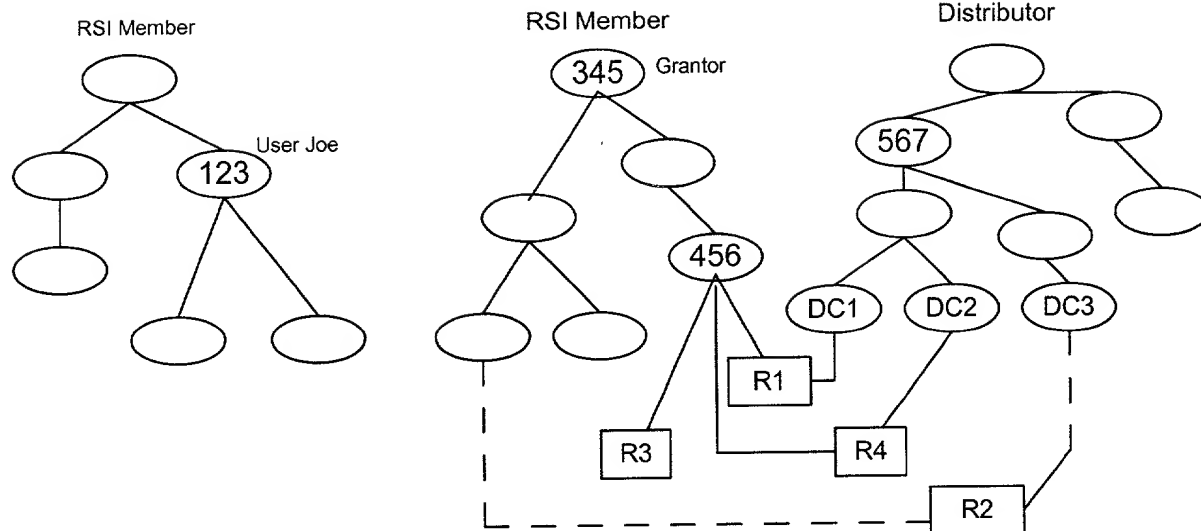 RSI Member
RSI Member
Distributor
345 Grantor
User Joe
123
567
456
DC1
DC2
DC3
R1
R3
R4
R2